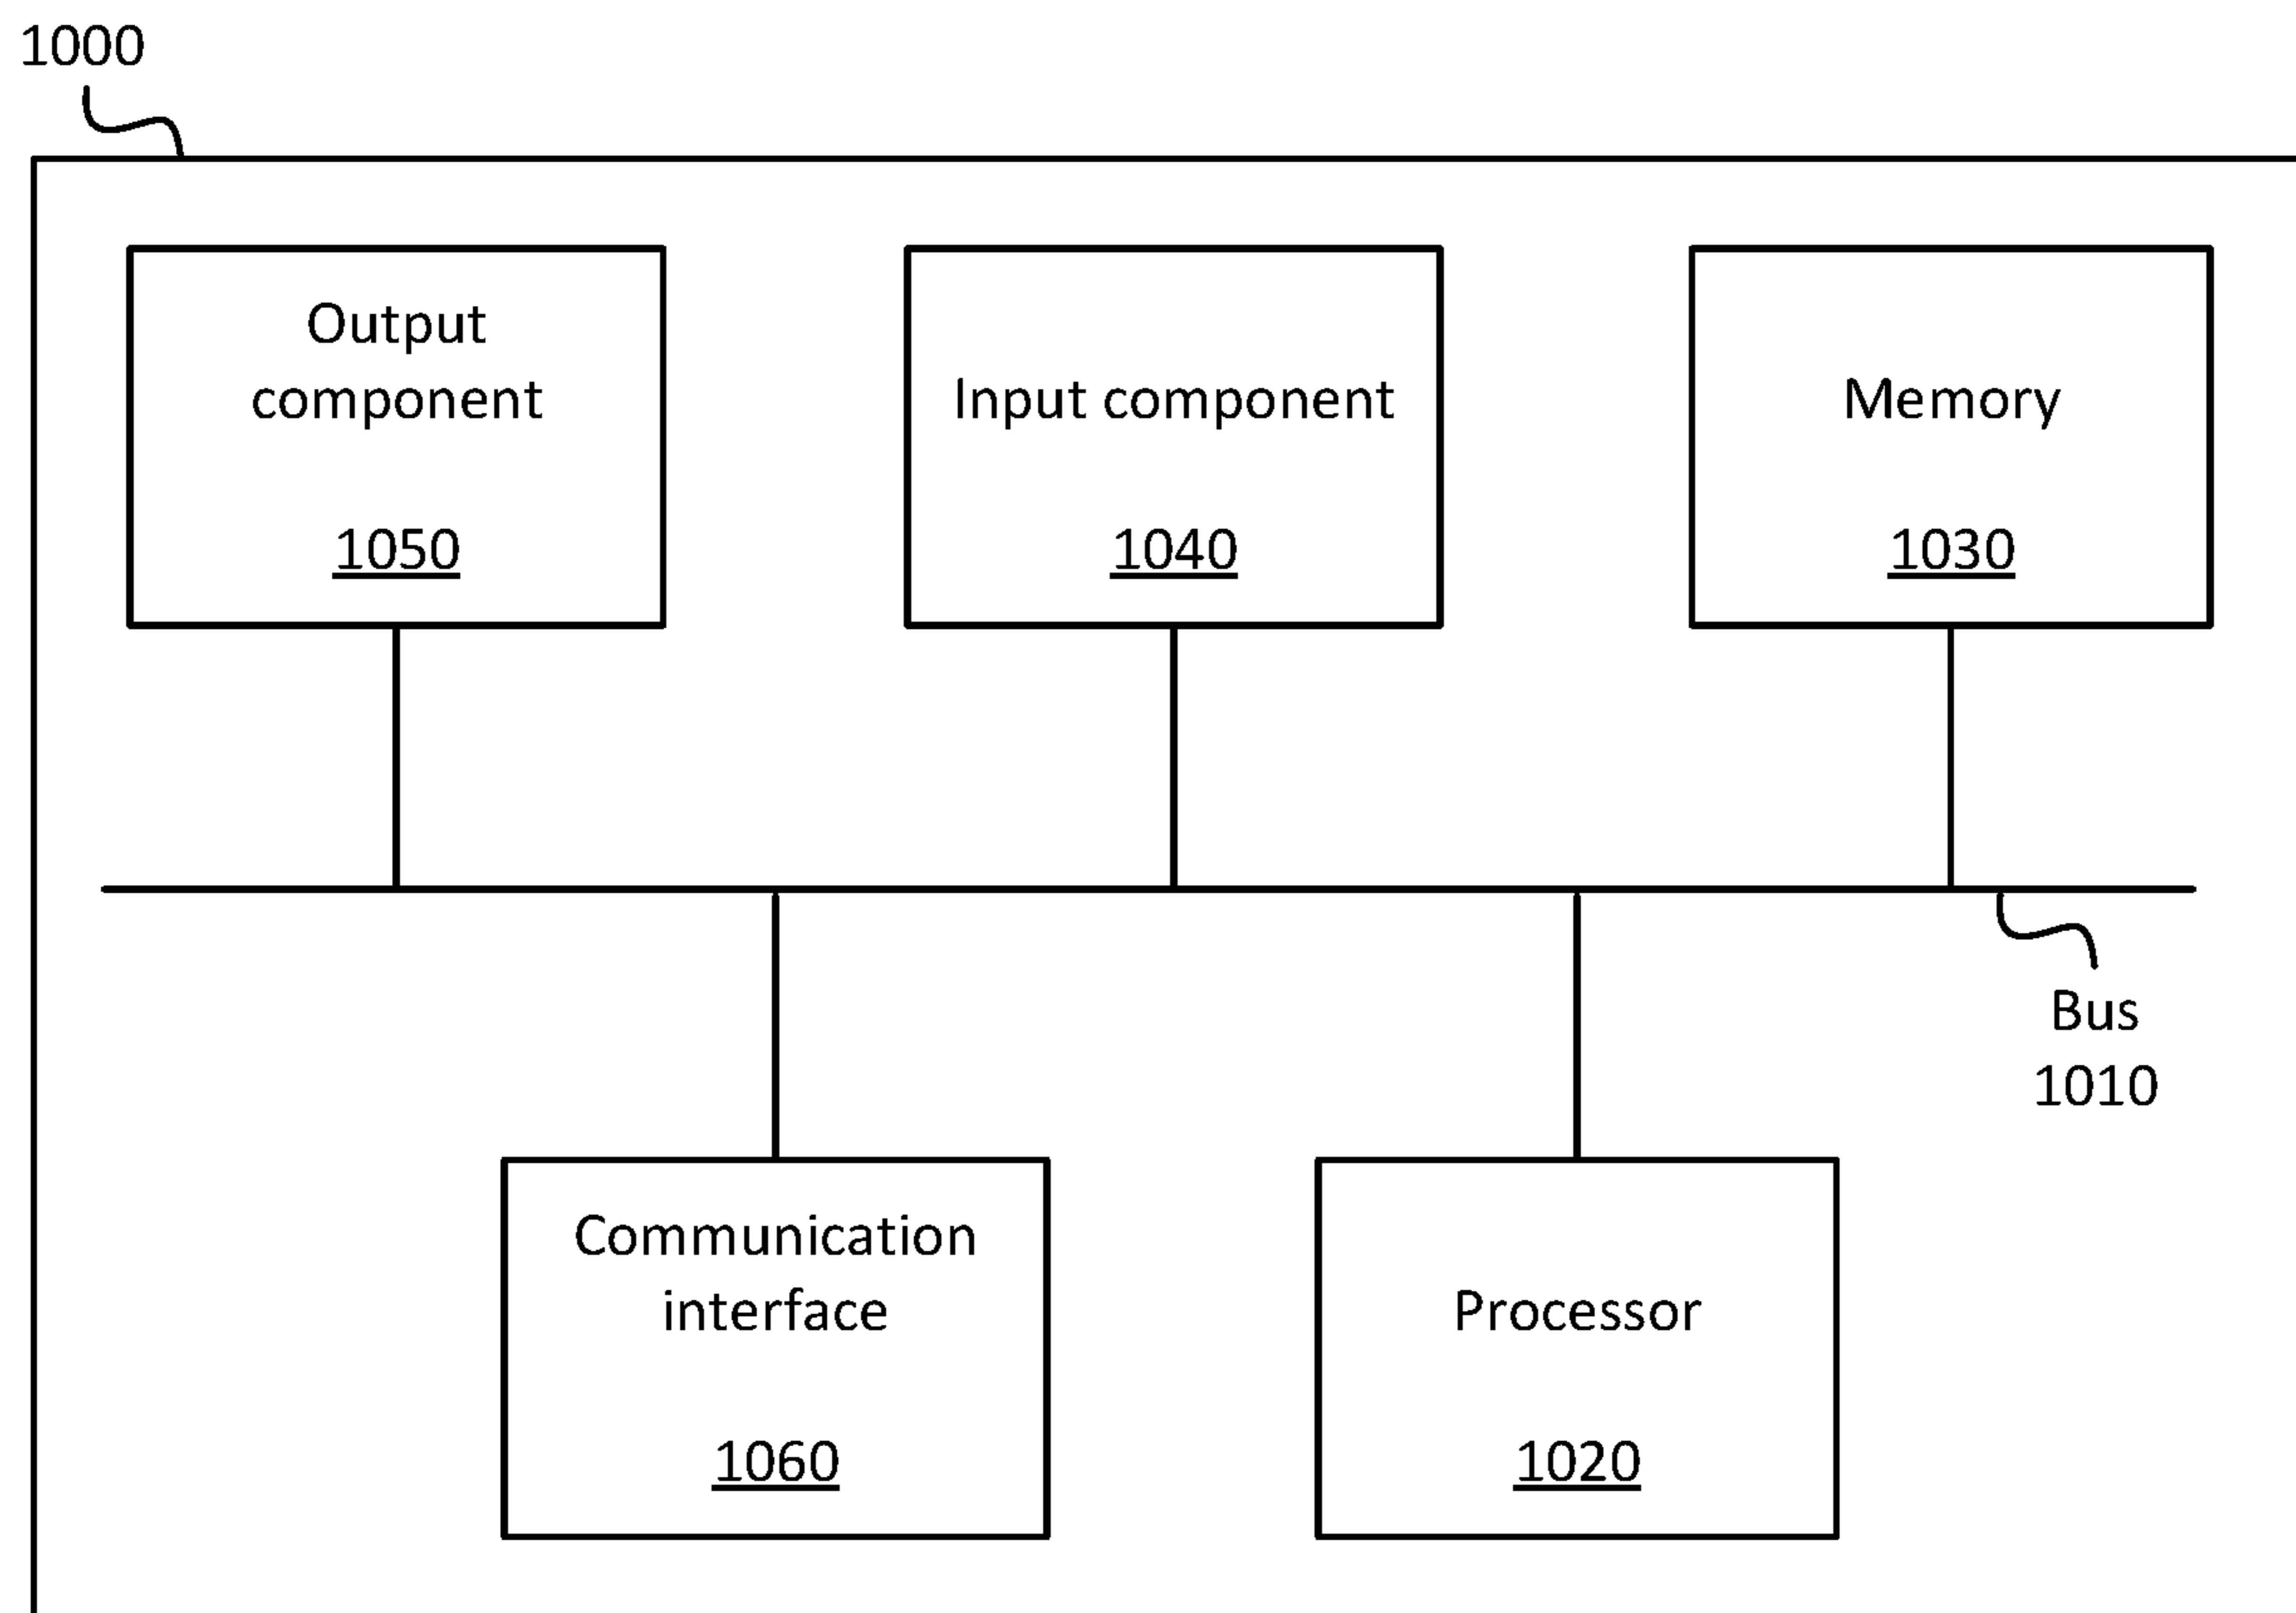 1000
Output
component
1050
Input component
1040
Memory
1030
Bus
1010
Communication
interface
1060
Processor
1020